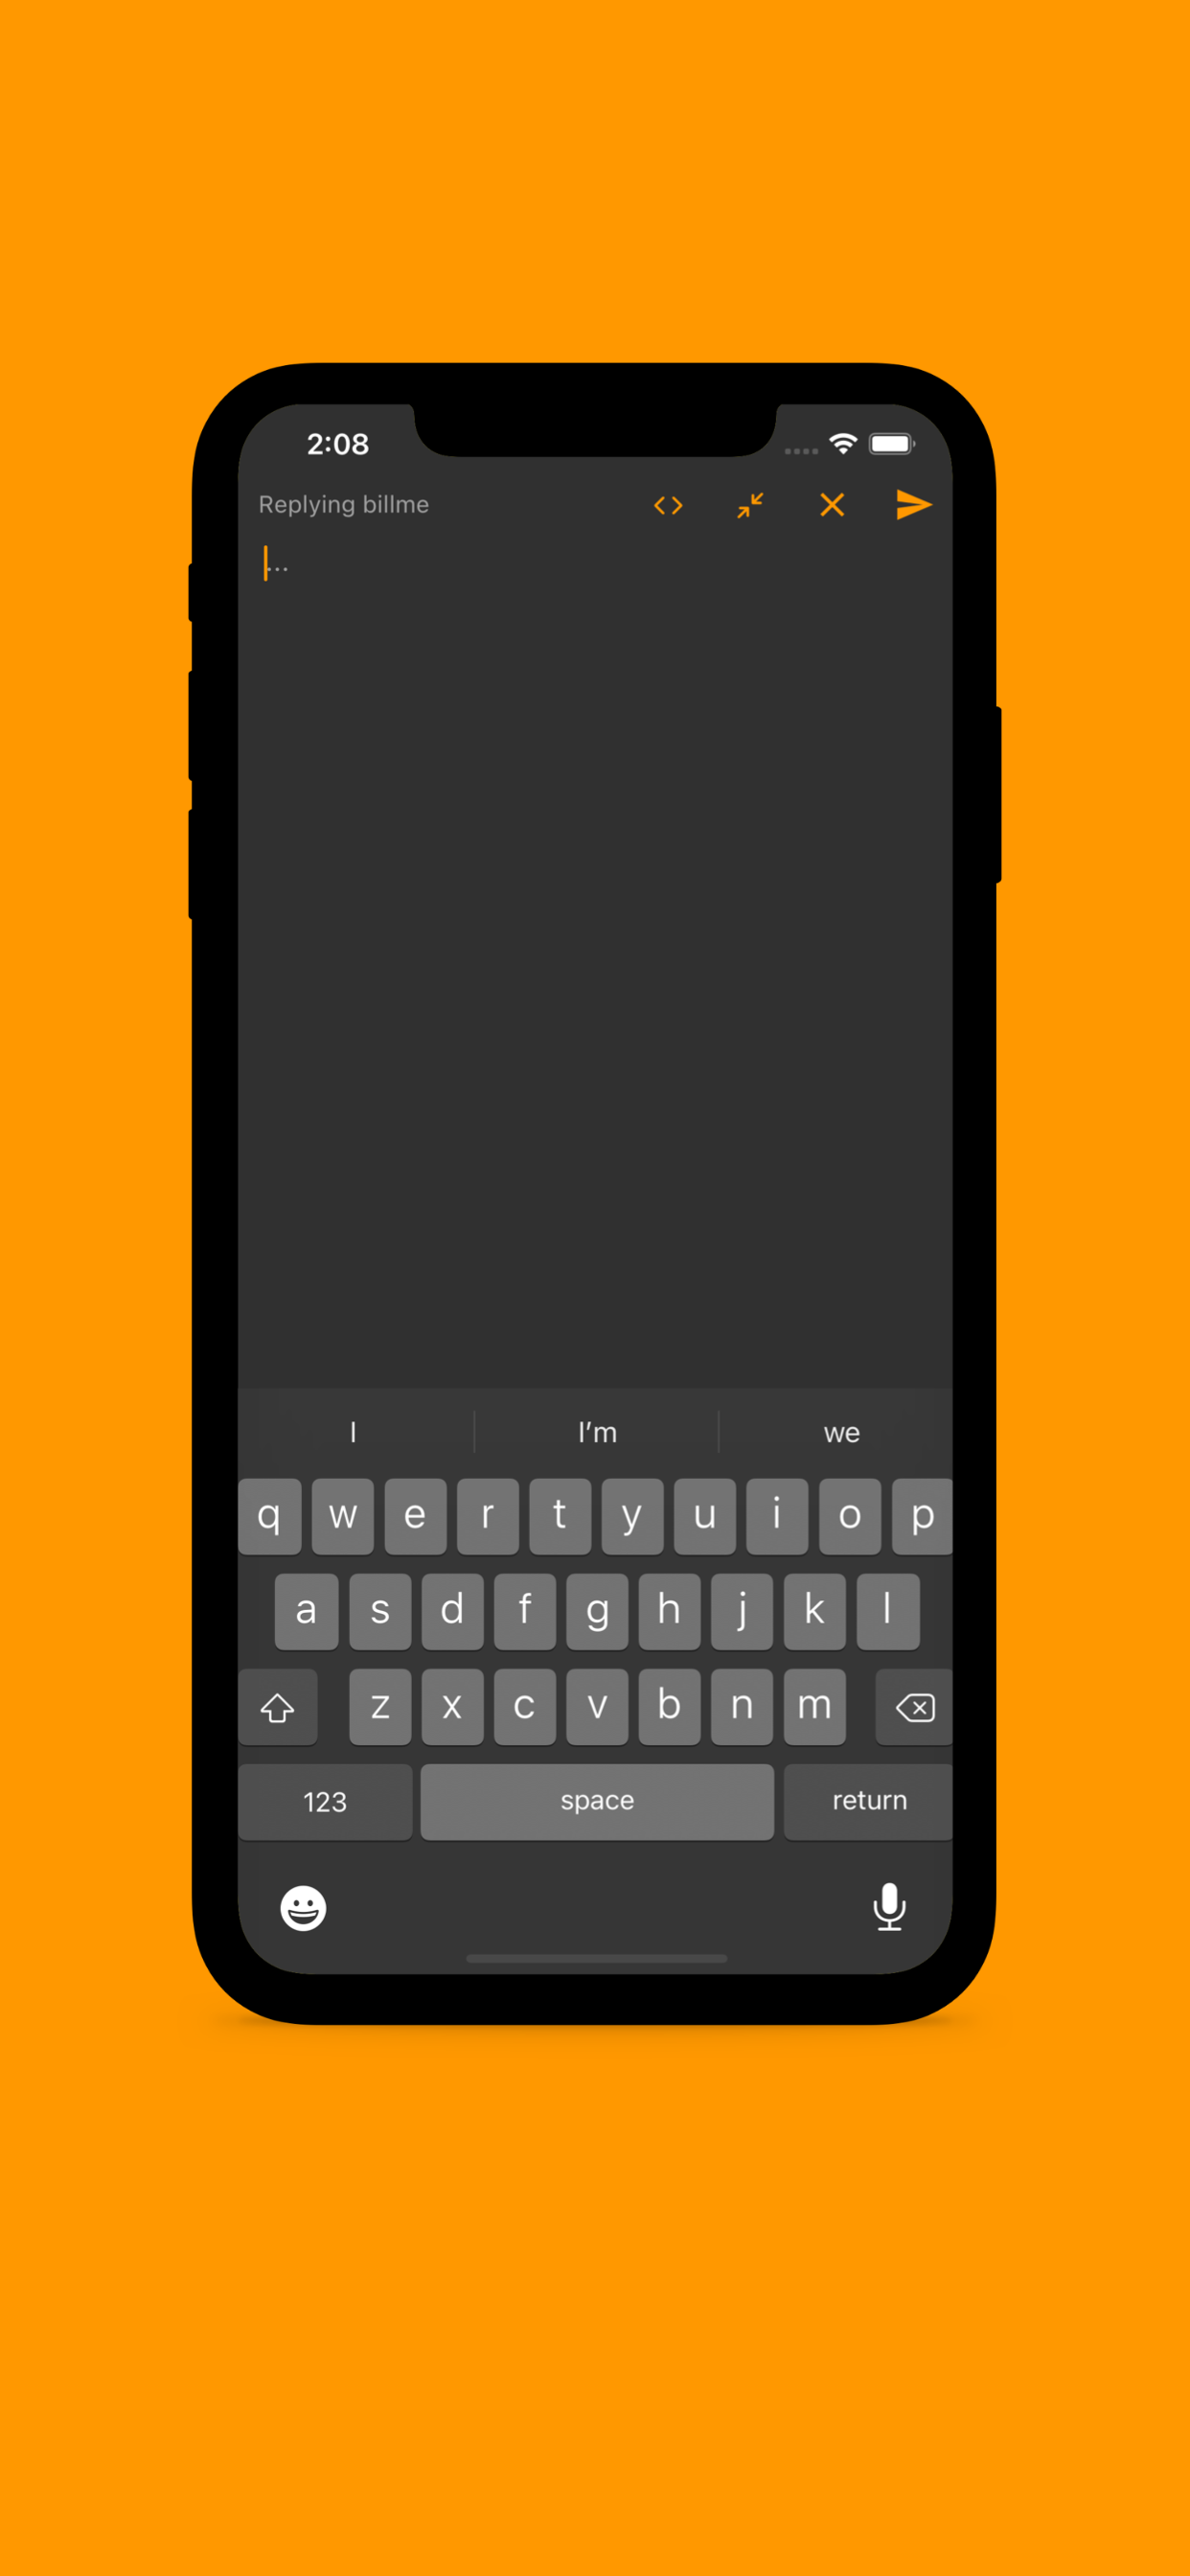 2:08
Replying billme
...
I I’m we
q w e r t y u i o p
a s d f g h j k l
z x c v b n m
123 space return